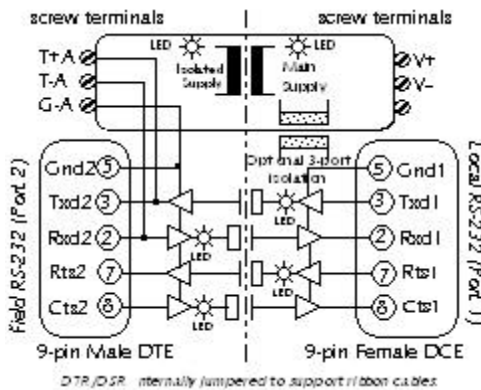 screw terminals screw terminals
LED LED
T+A V+
Isolated Supply Main Supply
T-A V-
G-A
Optional 3-port isolation
Gnd2 5 5 Gnd1
Txd2 3 3 Txd1
LED
Rxd2 2 2 Rxd1
LED
Rts2 7 7 Rts1
LED
Cts2 8 8 Cts1
LED
Field RS-232 (Port 2)
Local RS-232 (Port 1)
9-pin Male DTE 9-pin Female DCE
DTR/DSR internally jumpered to support ribbon cables